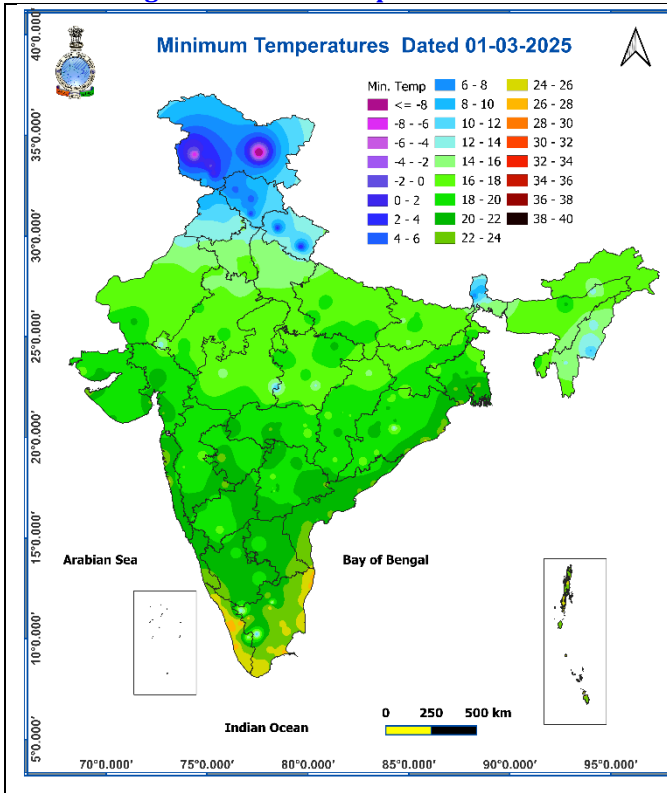 Minimum Temperatures Dated 01-03-2025
Min. Temp
<= -8
-8 - -6
-6 - -4
-4 - -2
-2 - 0
0 - 2
2 - 4
4 - 6
6 - 8
8 - 10
10 - 12
12 - 14
14 - 16
16 - 18
18 - 20
20 - 22
22 - 24
24 - 26
26 - 28
28 - 30
30 - 32
32 - 34
34 - 36
36 - 38
38 - 40
40°0.000'
35°0.000'
30°0.000'
25°0.000'
20°0.000'
15°0.000'
10°0.000'
5°0.000'
Arabian Sea
Bay of Bengal
Indian Ocean
0 250 500 km
70°0.000' 75°0.000' 80°0.000' 85°0.000' 90°0.000' 95°0.000'